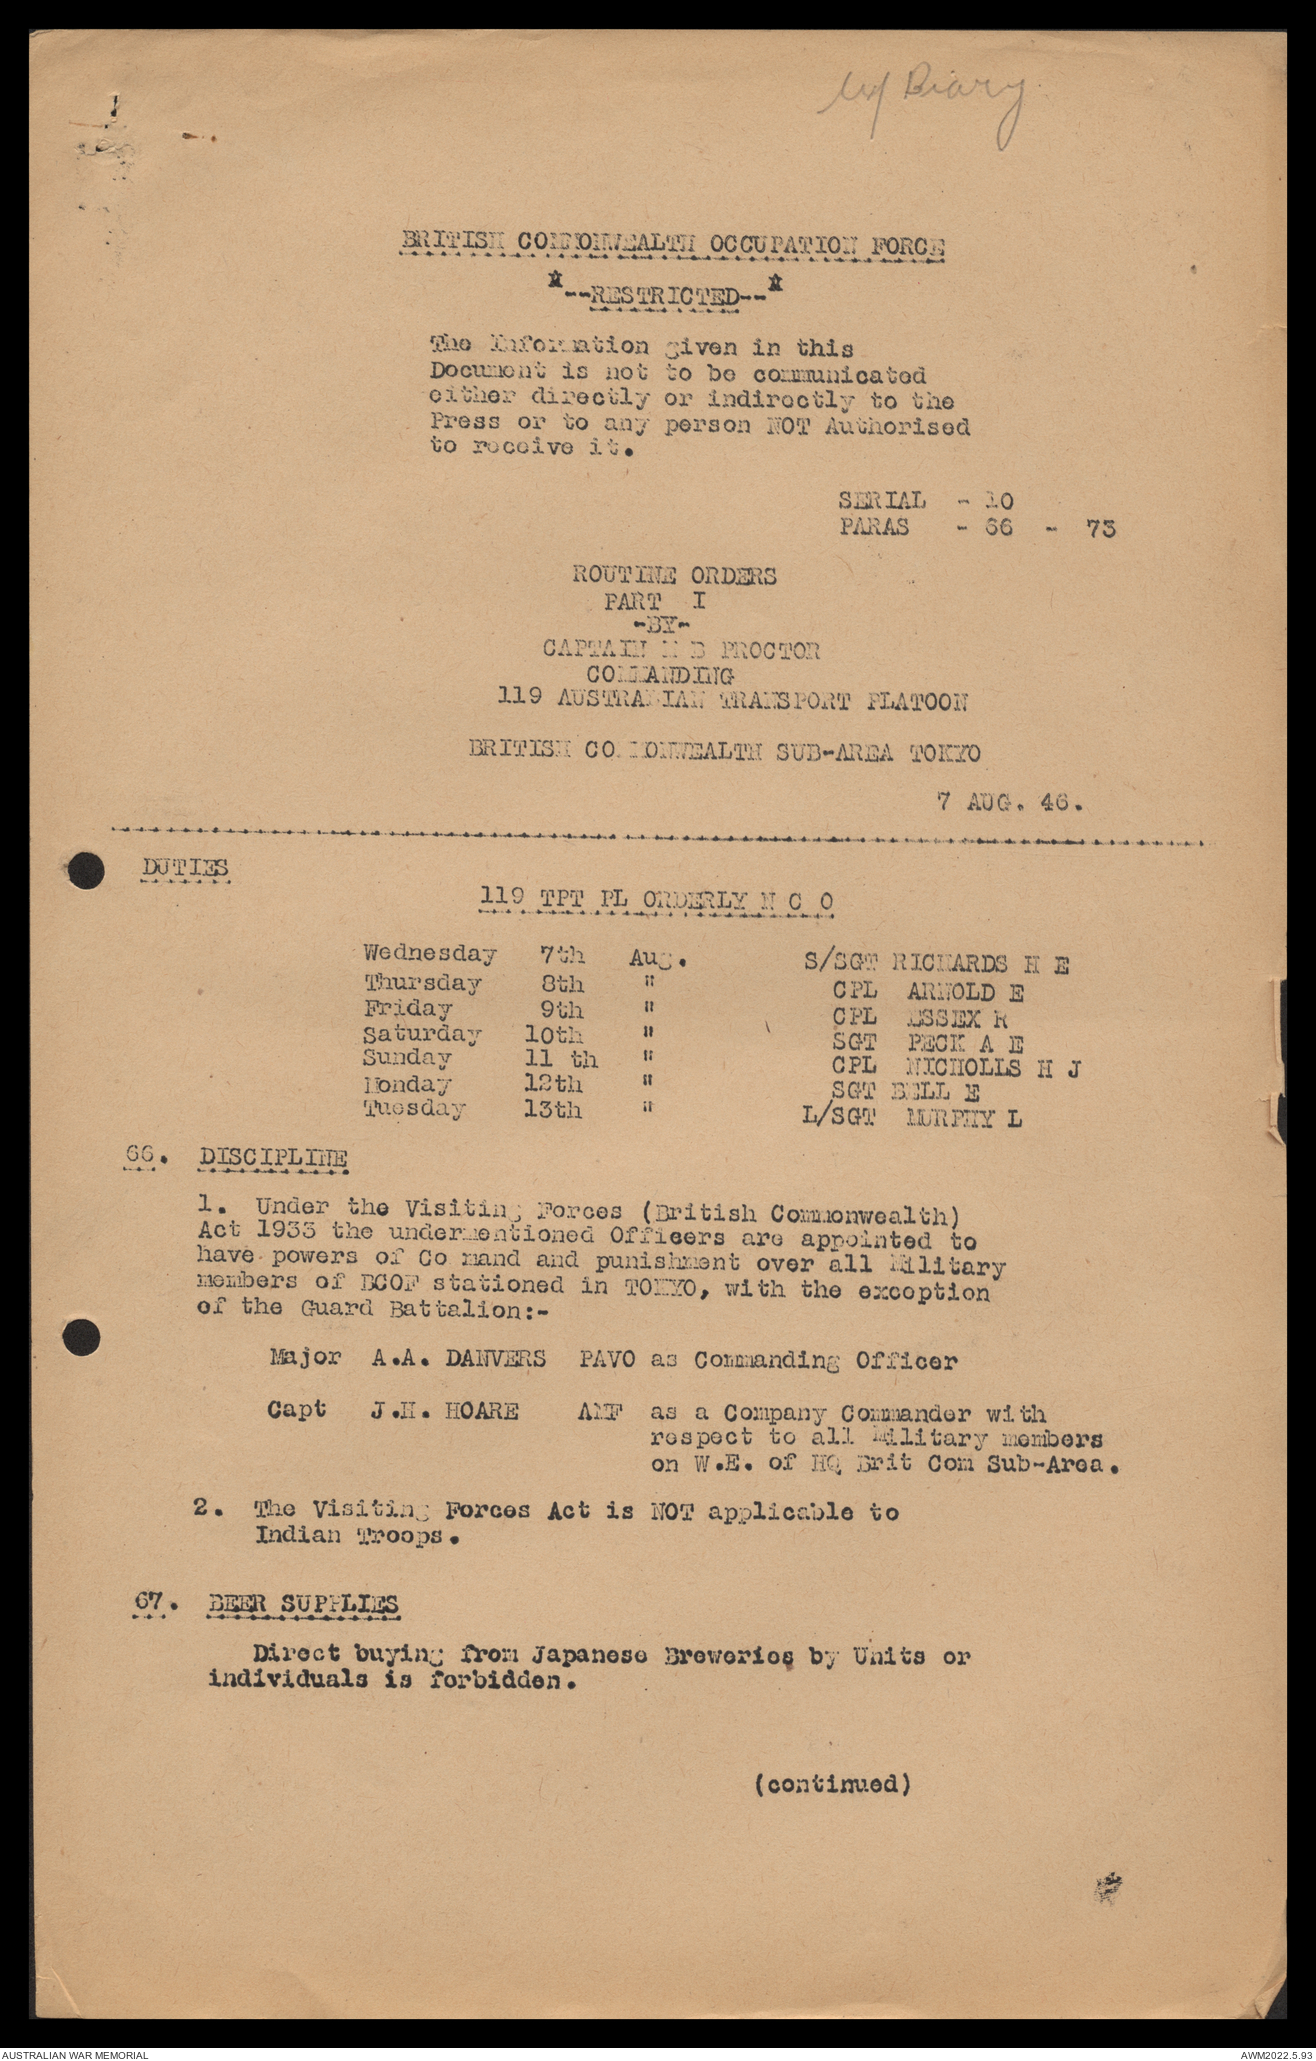 W/Diary
BRITISH COMMONWEALTH OCCUPATION FORCE
--RESTRICTED--
The Information given in this
Document is not to be communicated
either directly or indirectly to the
Press or to any person NOT Authorised
to receive it.
SERIAL - 10
PARAS - 66 - 73
ROUTINE ORDERS
PART I
-BY-
CAPTAIN B PROCTOR
COMMANDING
119 AUSTRALIAN TRANSPORT PLATOON
BRITISH COMMONWEALTH SUB-AREA TOKYO
7 AUG. 46.
DUTIES
119 TPT PL ORDERLY N C O
Wednesday 7th Aug. S/SGT RICHARDS H E
Thursday 8th " CPL ARNOLD E
Friday 9th " CPL ESSEX R
Saturday 10th " SGT PECK A E
Sunday 11 th " CPL NICHOLLS H J
Monday 12th " SGT BELL E
Tuesday 13th " L/SGT MURPHY L
66. DISCIPLINE
1. Under the Visiting Forces (British Commonwealth)
Act 1933 the undermentioned Officers are appointed to
have powers of Co mand and punishment over all Military
members of BCOF stationed in TOKYO, with the exception
of the Guard Battalion:-
Major A.A. DANVERS PAVO as Commanding Officer
Capt J.H. HOARE AMF as a Company Commander with
respect to all Military members
on W.E. of HQ Brit Com Sub-Area.
2. The Visiting Forces Act is NOT applicable to
Indian Troops.
67. BEER SUPPLIES
Direct buying from Japanese Breweries by Units or
individuals is forbidden.
(continued)
AUSTRALIAN WAR MEMORIAL
AWM2022.5.93